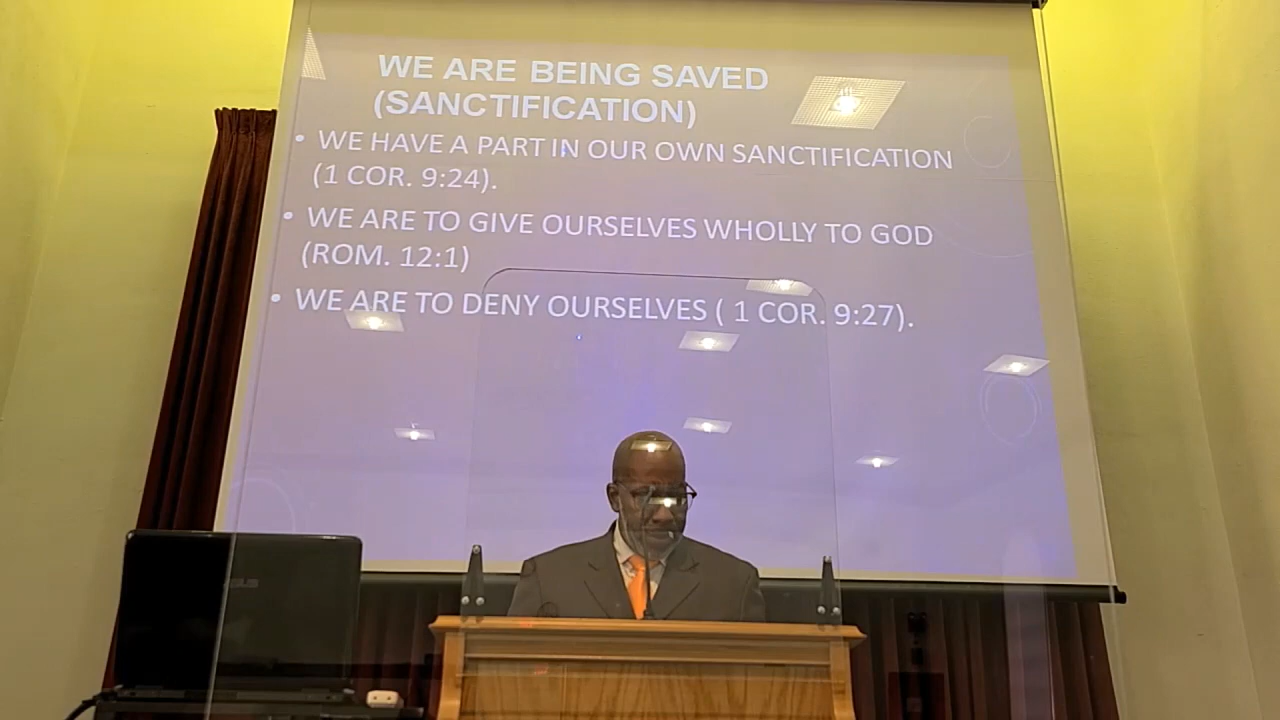 WE ARE BEING SAVED
(SANCTIFICATION)
• WE HAVE A PART IN OUR OWN SANCTIFICATION
(1 COR. 9:24).
• WE ARE TO GIVE OURSELVES WHOLLY TO GOD
(ROM. 12:1)
• WE ARE TO DENY OURSELVES ( 1 COR. 9:27).
ASUS